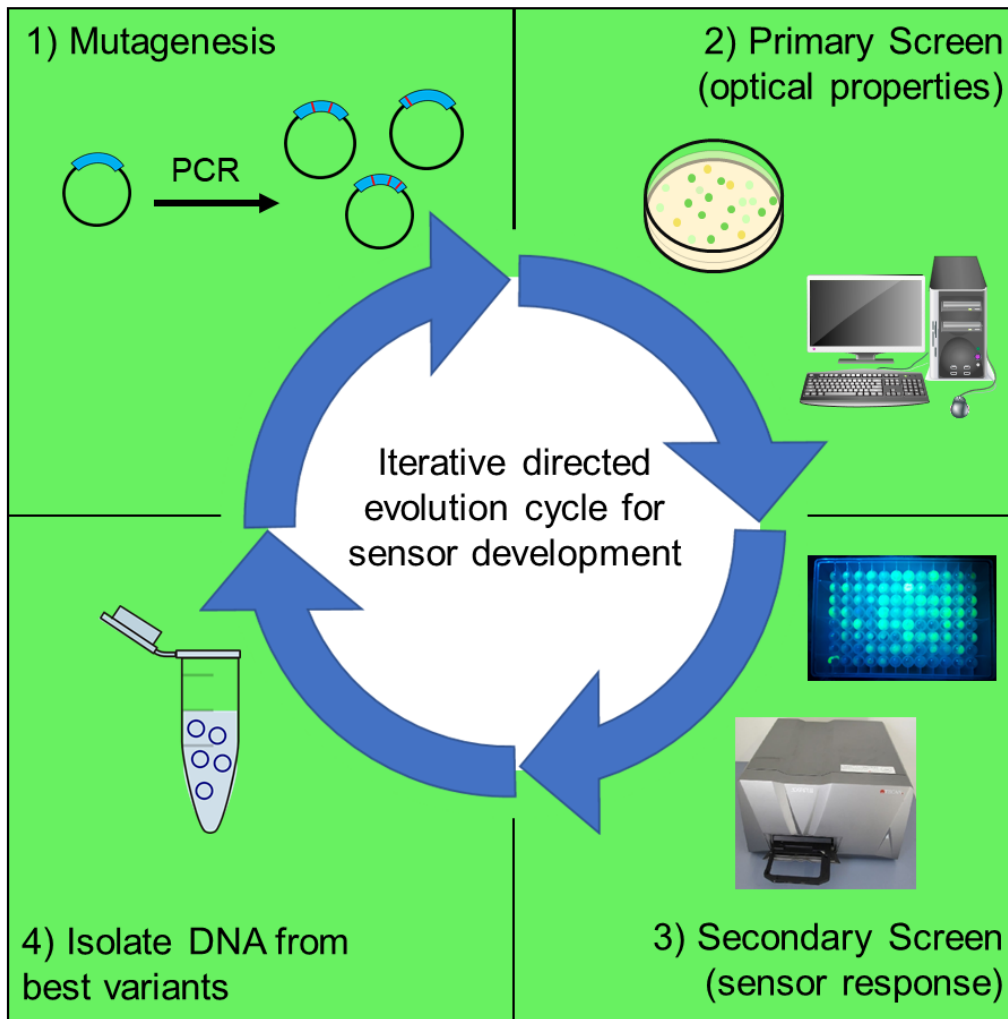 1) Mutagenesis
PCR
2) Primary Screen
(optical properties)
Iterative directed
evolution cycle for
sensor development
3) Secondary Screen
(sensor response)
4) Isolate DNA from
best variants